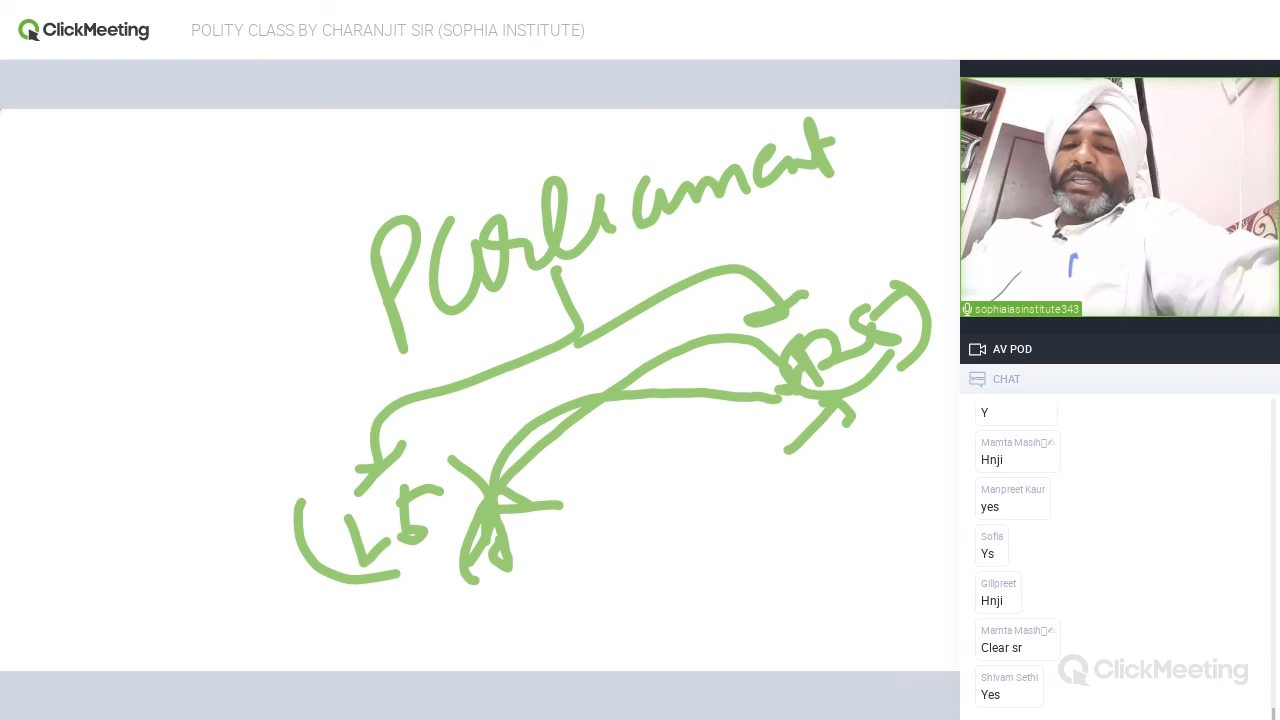 ClickMeeting
POLITY CLASS BY CHARANJIT SIR (SOPHIA INSTITUTE)
Parliament
RS
LS
sophiaiasinstitute343
AV POD
CHAT
Y
Mamta Masih
Hnji
Manpreet Kaur
yes
Sofia
Ys
Gillpreet
Hnji
Mamta Masih
Clear sr
Shivam Sethi
Yes
ClickMeeting